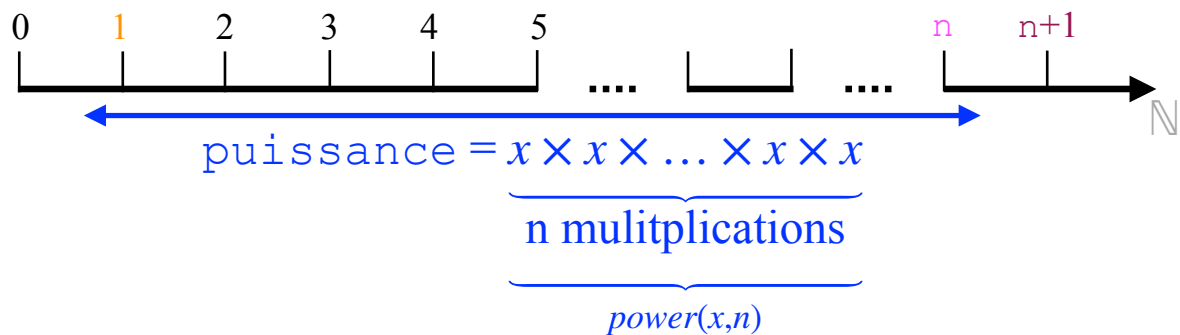 0 1 2 3 4 5 n n+1
.... ....
ℕ
puissance = x × x × ... × x × x
n mulitplications
power(x,n)